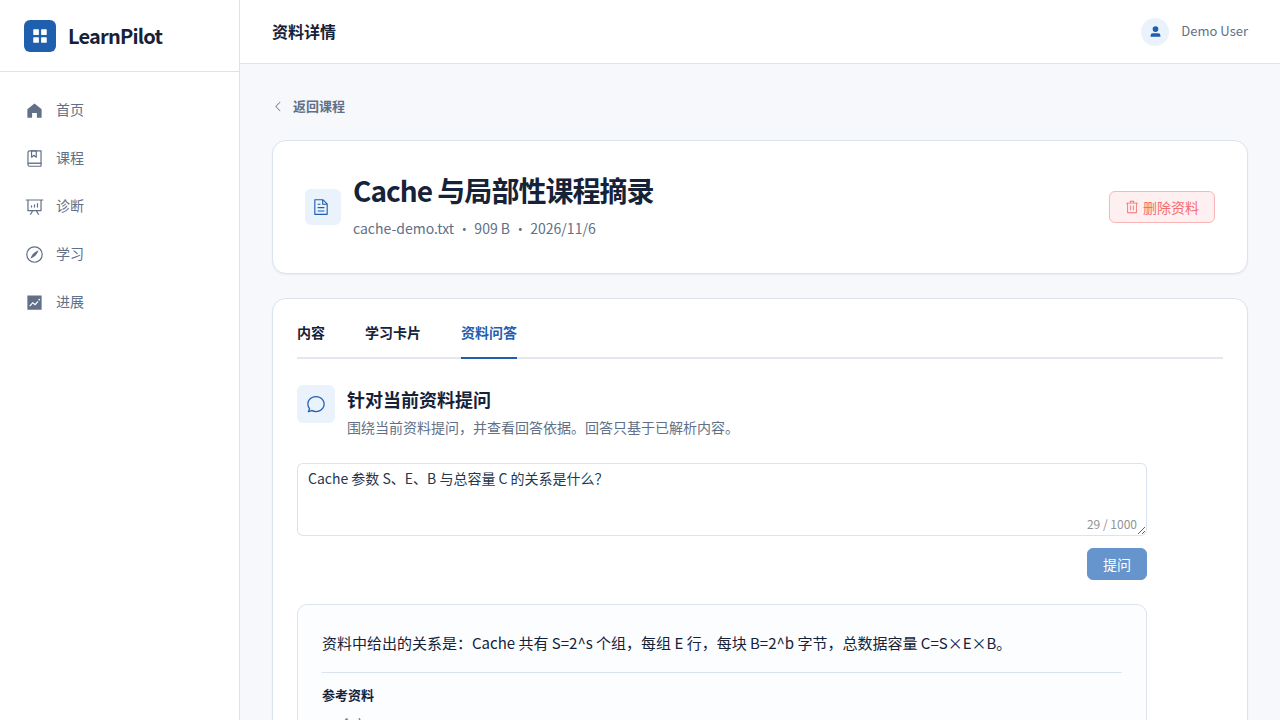 LearnPilot
资料详情
Demo User
首页
课程
诊断
学习
进展
返回课程
Cache 与局部性课程摘录
cache-demo.txt • 909 B • 2026/11/6
删除资料
内容
学习卡片
资料问答
针对当前资料提问
围绕当前资料提问，并查看回答依据。回答只基于已解析内容。
Cache 参数 S、E、B 与总容量 C 的关系是什么？
29 / 1000
提问
资料中给出的关系是：Cache 共有 S=2^s 个组，每组 E 行，每块 B=2^b 字节，总数据容量 C=S×E×B。
参考资料